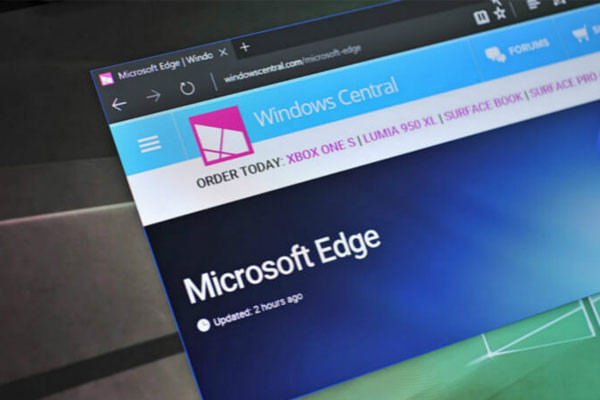 Microsoft Edge | Windo
windowscentral.com/microsoft-edge
Windows Central
FORUMS
ORDER TODAY: XBOX ONE S | LUMIA 950 XL | SURFACE BOOK | SURFACE PRO
Microsoft Edge
Updated: 2 hours ago